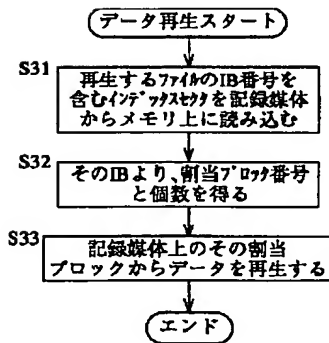 データ再生スタート
S31
再生するファイルのIB番号を
含むインデックスセクタを記録媒体
からメモリ上に読み込む
S32
そのIBより、割当ブロック番号
と個数を得る
S33
記録媒体上のその割当
ブロックからデータを再生する
エンド